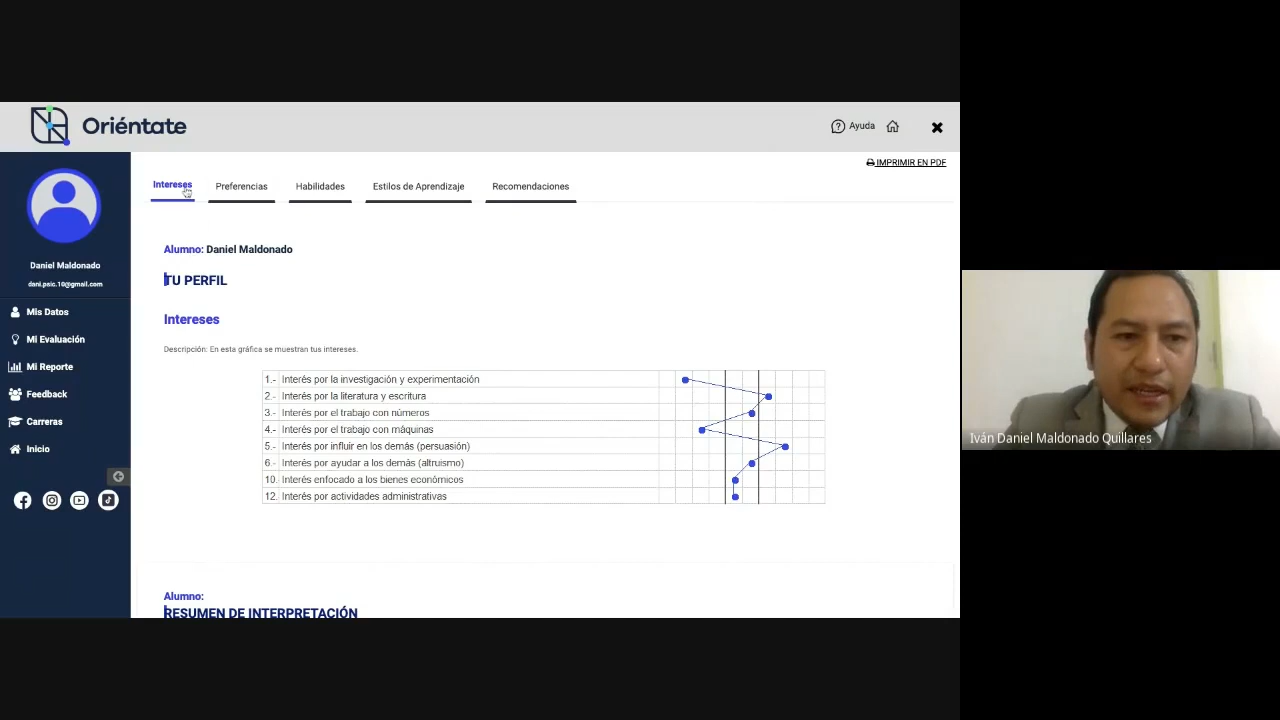 Oriéntate
Ayuda
IMPRIMIR EN PDF
Intereses
Preferencias
Habilidades
Estilos de Aprendizaje
Recomendaciones
Daniel Maldonado
dani.psic.10@gmail.com
Mis Datos
Mi Evaluación
Mi Reporte
Feedback
Carreras
Inicio
Alumno: Daniel Maldonado
TU PERFIL
Intereses
Descripción: En esta gráfica se muestran tus intereses.
1.- Interés por la investigación y experimentación
2.- Interés por la literatura y escritura
3.- Interés por el trabajo con números
4.- Interés por el trabajo con máquinas
5.- Interés por influir en los demás (persuasión)
6.- Interés por ayudar a los demás (altruismo)
10. Interés enfocado a los bienes económicos
12. Interés por actividades administrativas
Alumno:
RESUMEN DE INTERPRETACIÓN
Iván Daniel Maldonado Quillares